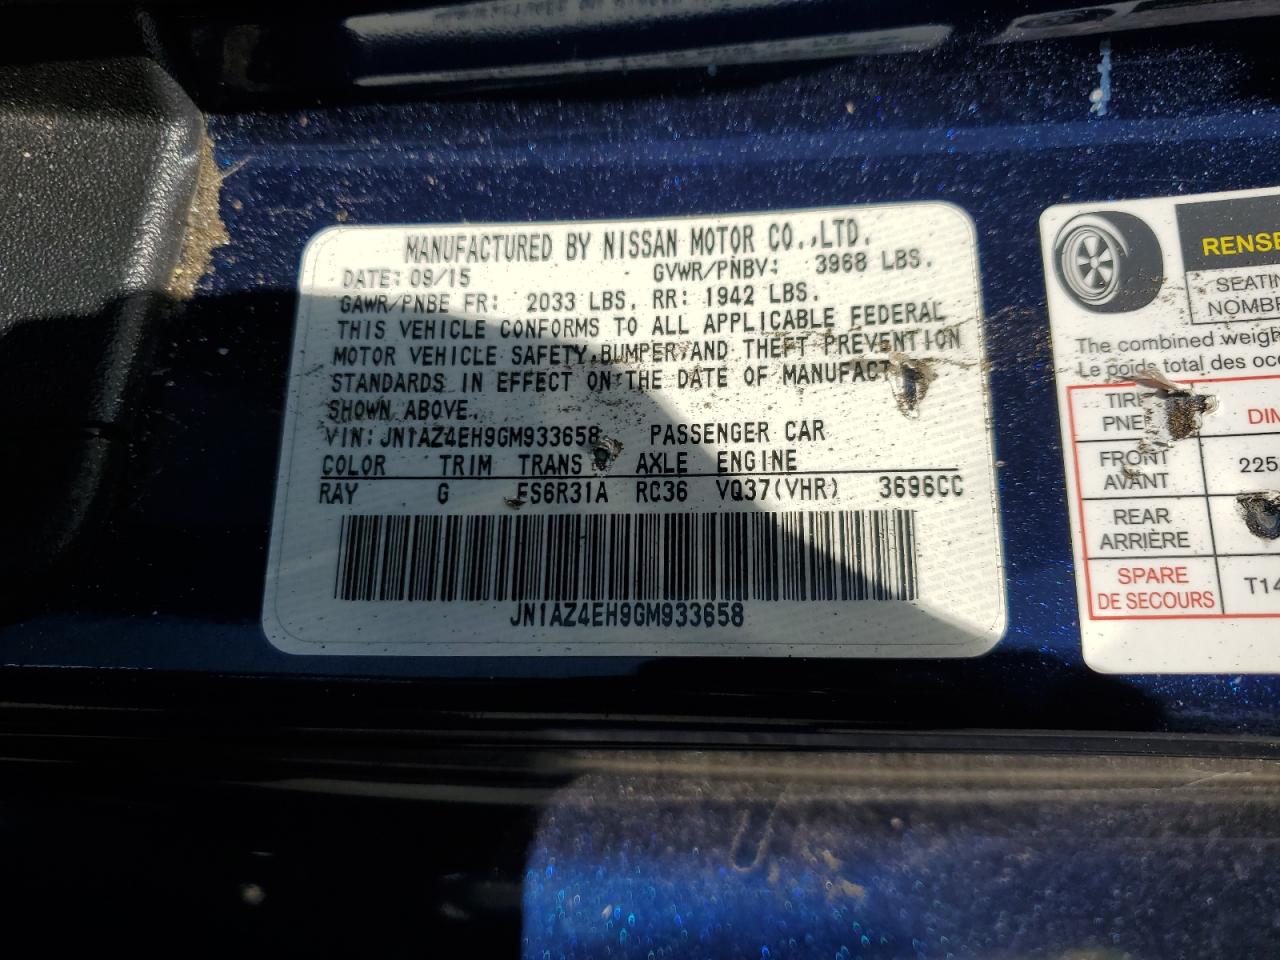 MANUFACTURED BY NISSAN MOTOR CO.,LTD.
DATE: 09/15 GVWR/PNBV: 3968 LBS.
GAWR/PNBE FR: 2033 LBS. RR: 1942 LBS.
THIS VEHICLE CONFORMS TO ALL APPLICABLE FEDERAL
MOTOR VEHICLE SAFETY,BUMPER,AND THEFT PREVENTION
STANDARDS IN EFFECT ON THE DATE OF MANUFACT
SHOWN ABOVE.
VIN: JN1AZ4EH9GM933658 PASSENGER CAR
COLOR TRIM TRANS AXLE ENGINE
RAY G FS6R31A RC36 VQ37(VHR) 3696CC
JN1AZ4EH9GM933658
RENSE
SEATIN
NOMB
The combined weigh
Le poids total des occ
TIR
PNE DIM
FRONT
AVANT 225
REAR
ARRIÈRE
SPARE
DE SECOURS T14